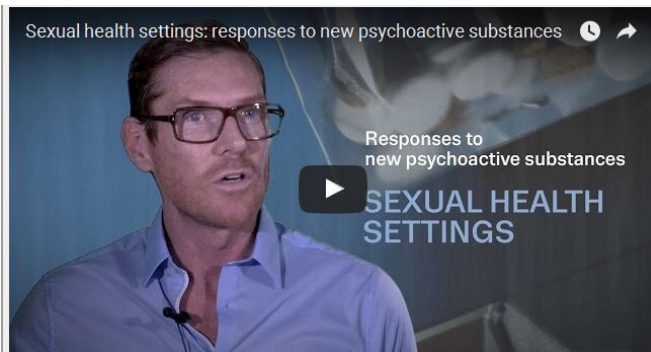 Sexual health settings: responses to new psychoactive substances
Responses to
new psychoactive substances
SEXUAL HEALTH
SETTINGS